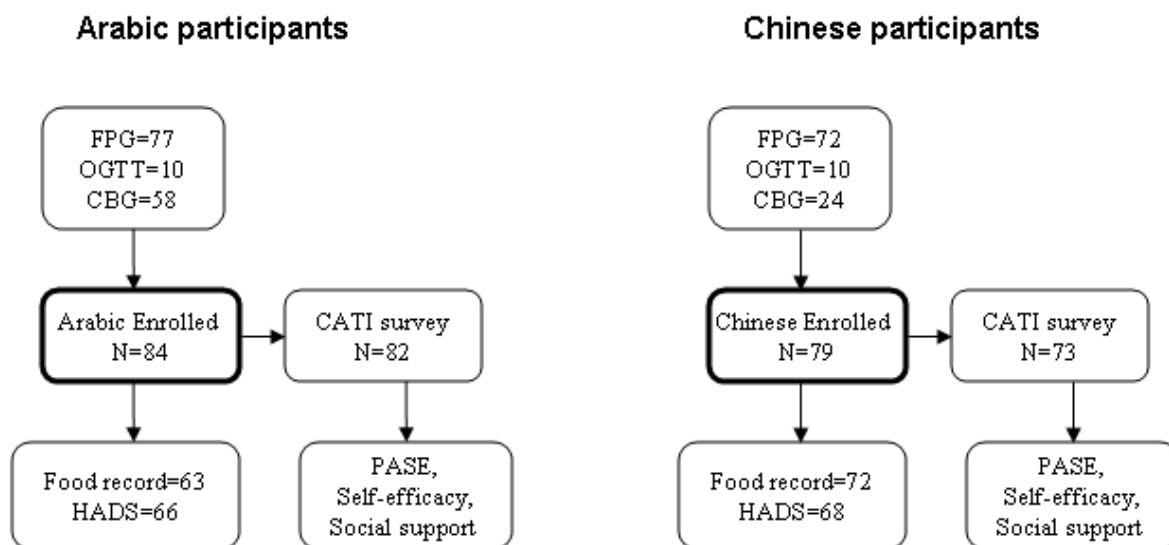 Arabic participants
FPG=77
OGTT=10
CBG=58
Arabic Enrolled
N=84
CATI survey
N=82
Food record=63
HADS=66
PASE,
Self-efficacy,
Social support
Chinese participants
FPG=72
OGTT=10
CBG=24
Chinese Enrolled
N=79
CATI survey
N=73
Food record=72
HADS=68
PASE,
Self-efficacy,
Social support